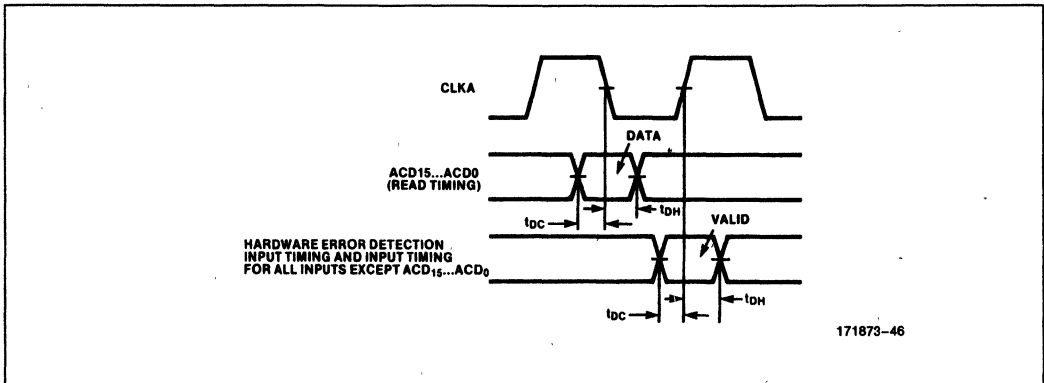 CLKA
DATA
ACD15...ACD0
(READ TIMING)
tDC
tDH
VALID
HARDWARE ERROR DETECTION
INPUT TIMING AND INPUT TIMING
FOR ALL INPUTS EXCEPT ACD15...ACD0
tDC
tDH
171873–46